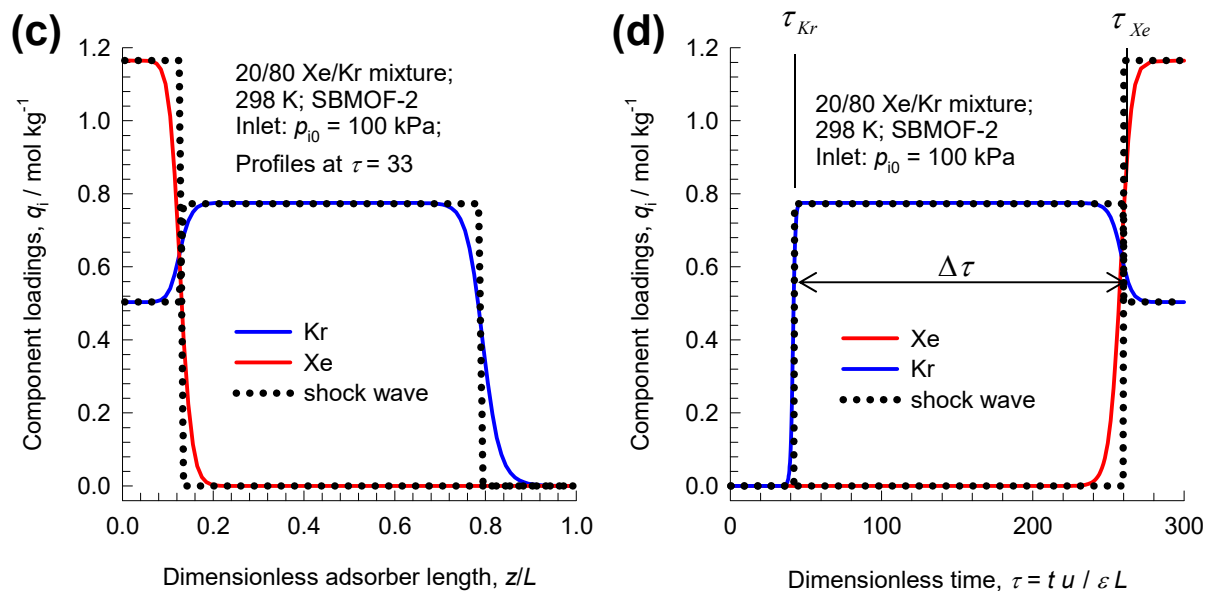 (c)
Component loadings, qᵢ / mol kg⁻¹
1.2
1.0
0.8
0.6
0.4
0.2
0.0
20/80 Xe/Kr mixture;
298 K; SBMOF-2
Inlet: pᵢ₀ = 100 kPa;
Profiles at τ = 33
Kr
Xe
shock wave
0.0
0.2
0.4
0.6
0.8
1.0
Dimensionless adsorber length, z/L
(d)
τ_Kr
τ_Xe
Component loadings, qᵢ / mol kg⁻¹
1.2
1.0
0.8
0.6
0.4
0.2
0.0
20/80 Xe/Kr mixture;
298 K; SBMOF-2
Inlet: pᵢ₀ = 100 kPa
Δτ
Xe
Kr
shock wave
0
100
200
300
Dimensionless time, τ = t u / ε L